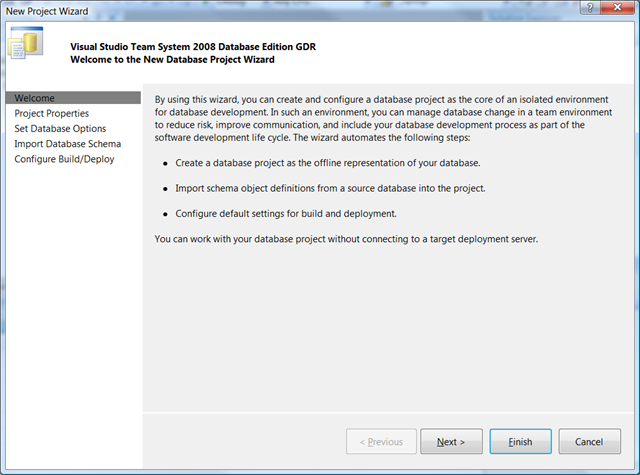 New Project Wizard
Visual Studio Team System 2008 Database Edition GDR
Welcome to the New Database Project Wizard
Welcome
Project Properties
Set Database Options
Import Database Schema
Configure Build/Deploy
By using this wizard, you can create and configure a database project as the core of an isolated environment
for database development. In such an environment, you can manage database change in a team environment
to reduce risk, improve communication, and include your database development process as part of the
software development life cycle. The wizard automates the following steps:
• Create a database project as the offline representation of your database.
• Import schema object definitions from a source database into the project.
• Configure default settings for build and deployment.
You can work with your database project without connecting to a target deployment server.
< Previous
Next >
Finish
Cancel